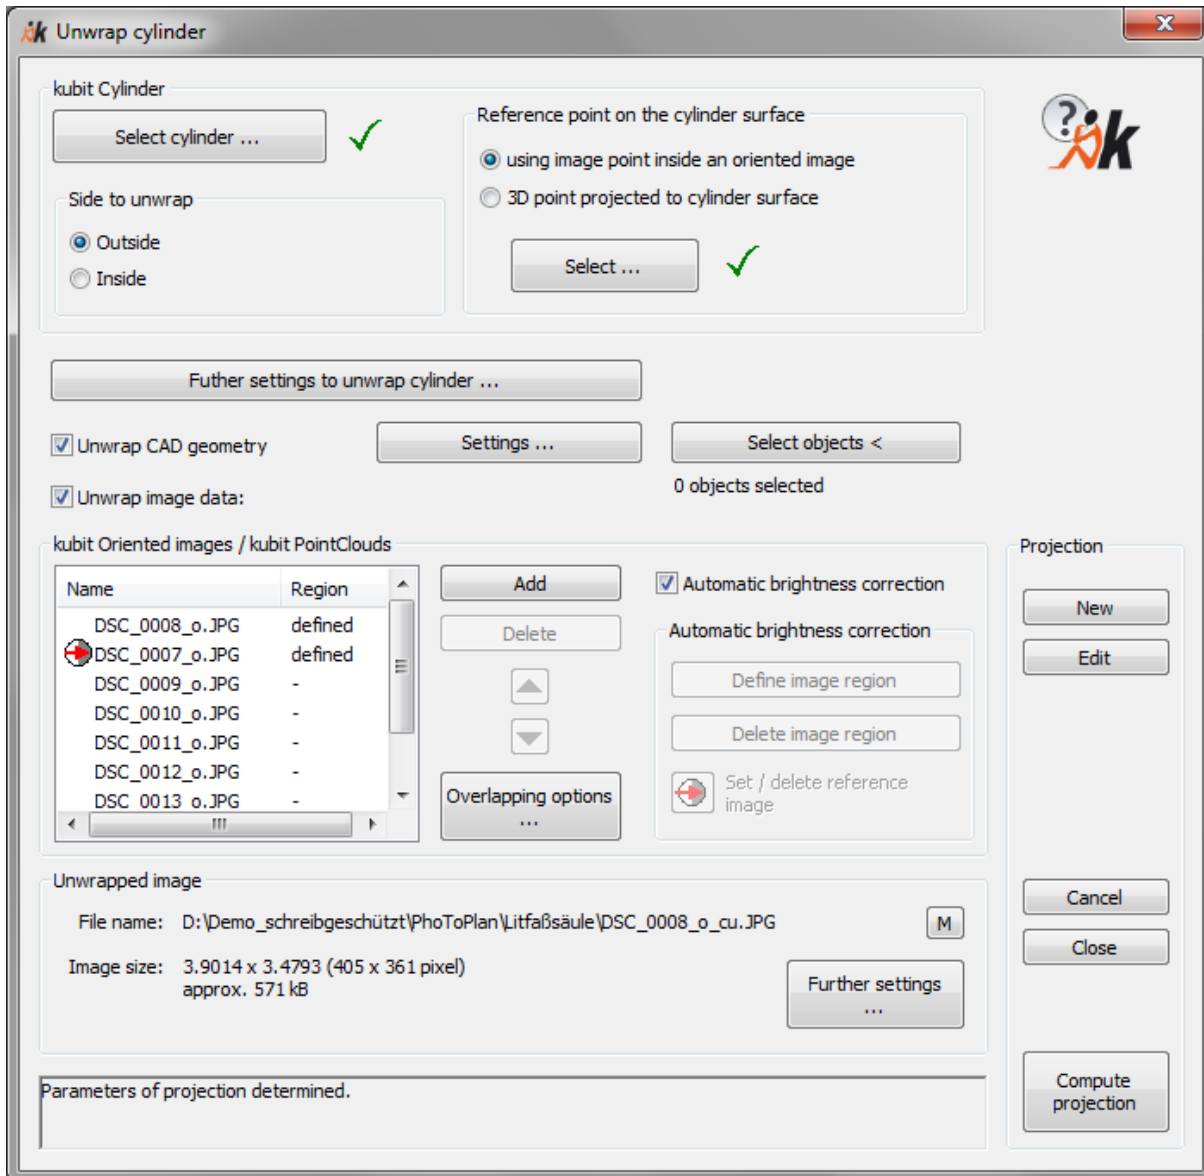 Unwrap cylinder
kubit Cylinder
Select cylinder ...
Side to unwrap
Outside
Inside
Reference point on the cylinder surface
using image point inside an oriented image
3D point projected to cylinder surface
Select ...
?
k
Futher settings to unwrap cylinder ...
Unwrap CAD geometry
Settings ...
Select objects <
0 objects selected
Unwrap image data:
kubit Oriented images / kubit PointClouds
Name Region
DSC_0008_o.JPG defined
DSC_0007_o.JPG defined
DSC_0009_o.JPG -
DSC_0010_o.JPG -
DSC_0011_o.JPG -
DSC_0012_o.JPG -
DSC_0013_o.JPG -
Add
Delete
Overlapping options
...
Automatic brightness correction
Automatic brightness correction
Define image region
Delete image region
Set / delete reference
image
Projection
New
Edit
Cancel
Close
Compute
projection
Unwrapped image
File name: D:\Demo_schreibgeschützt\PhoToPlan\Litfaßsäule\DSC_0008_o_cu.JPG
M
Image size: 3.9014 x 3.4793 (405 x 361 pixel)
approx. 571 kB
Further settings
...
Parameters of projection determined.